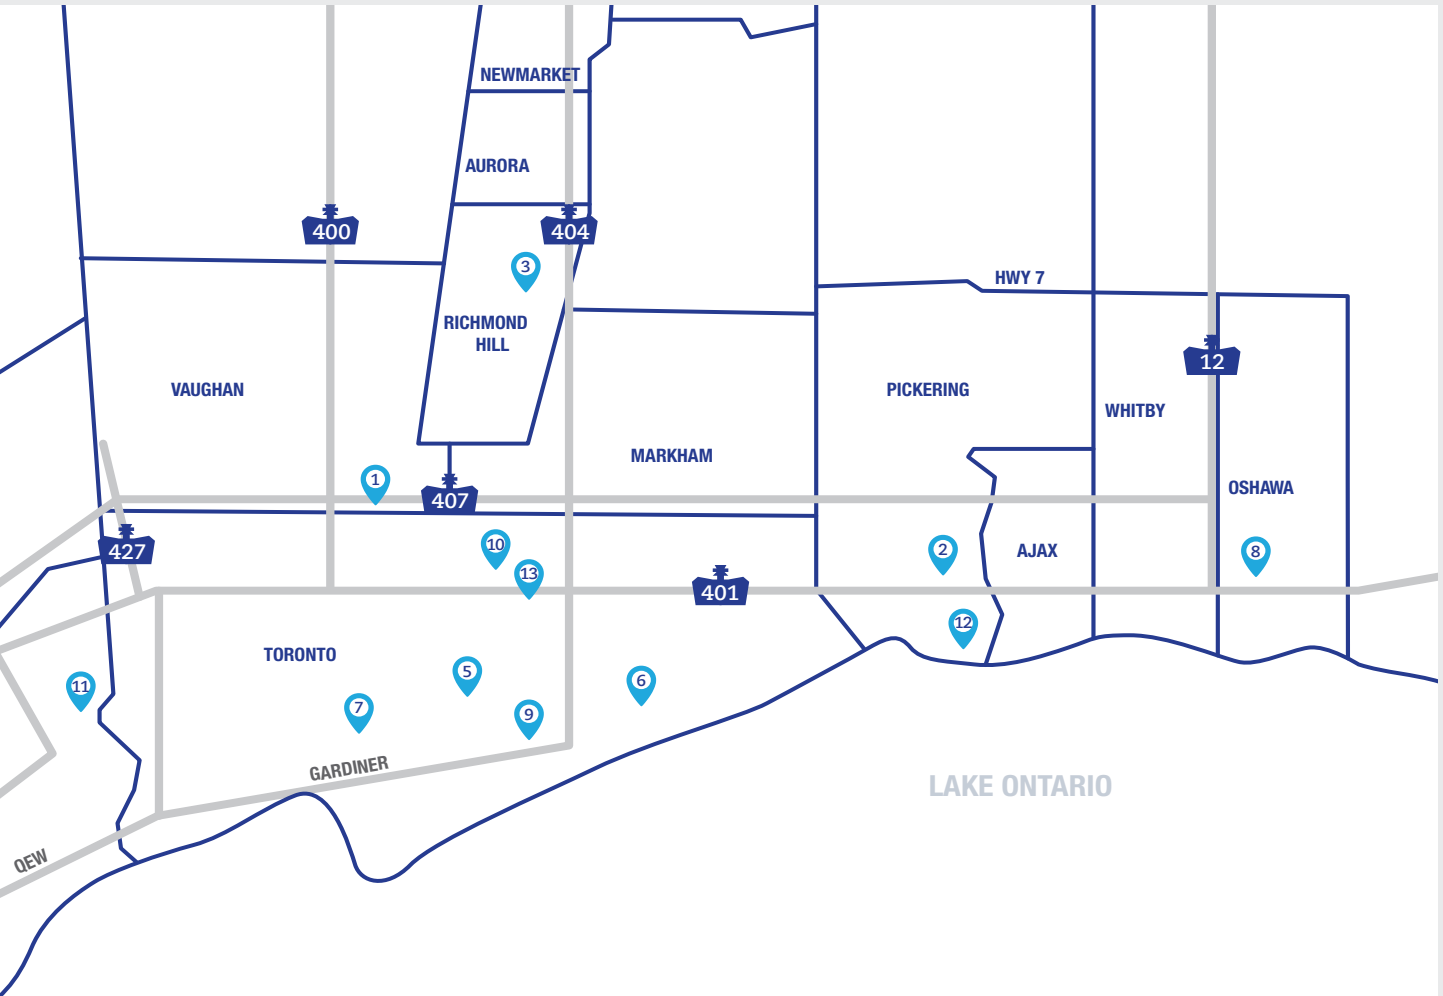 NEWMARKET
AURORA
400
404
3
HWY 7
RICHMOND
HILL
12
VAUGHAN
PICKERING
WHITBY
MARKHAM
1
407
OSHAWA
427
10
2
AJAX
8
13
401
12
TORONTO
5
11
6
7
9
GARDINER
LAKE ONTARIO
QEW